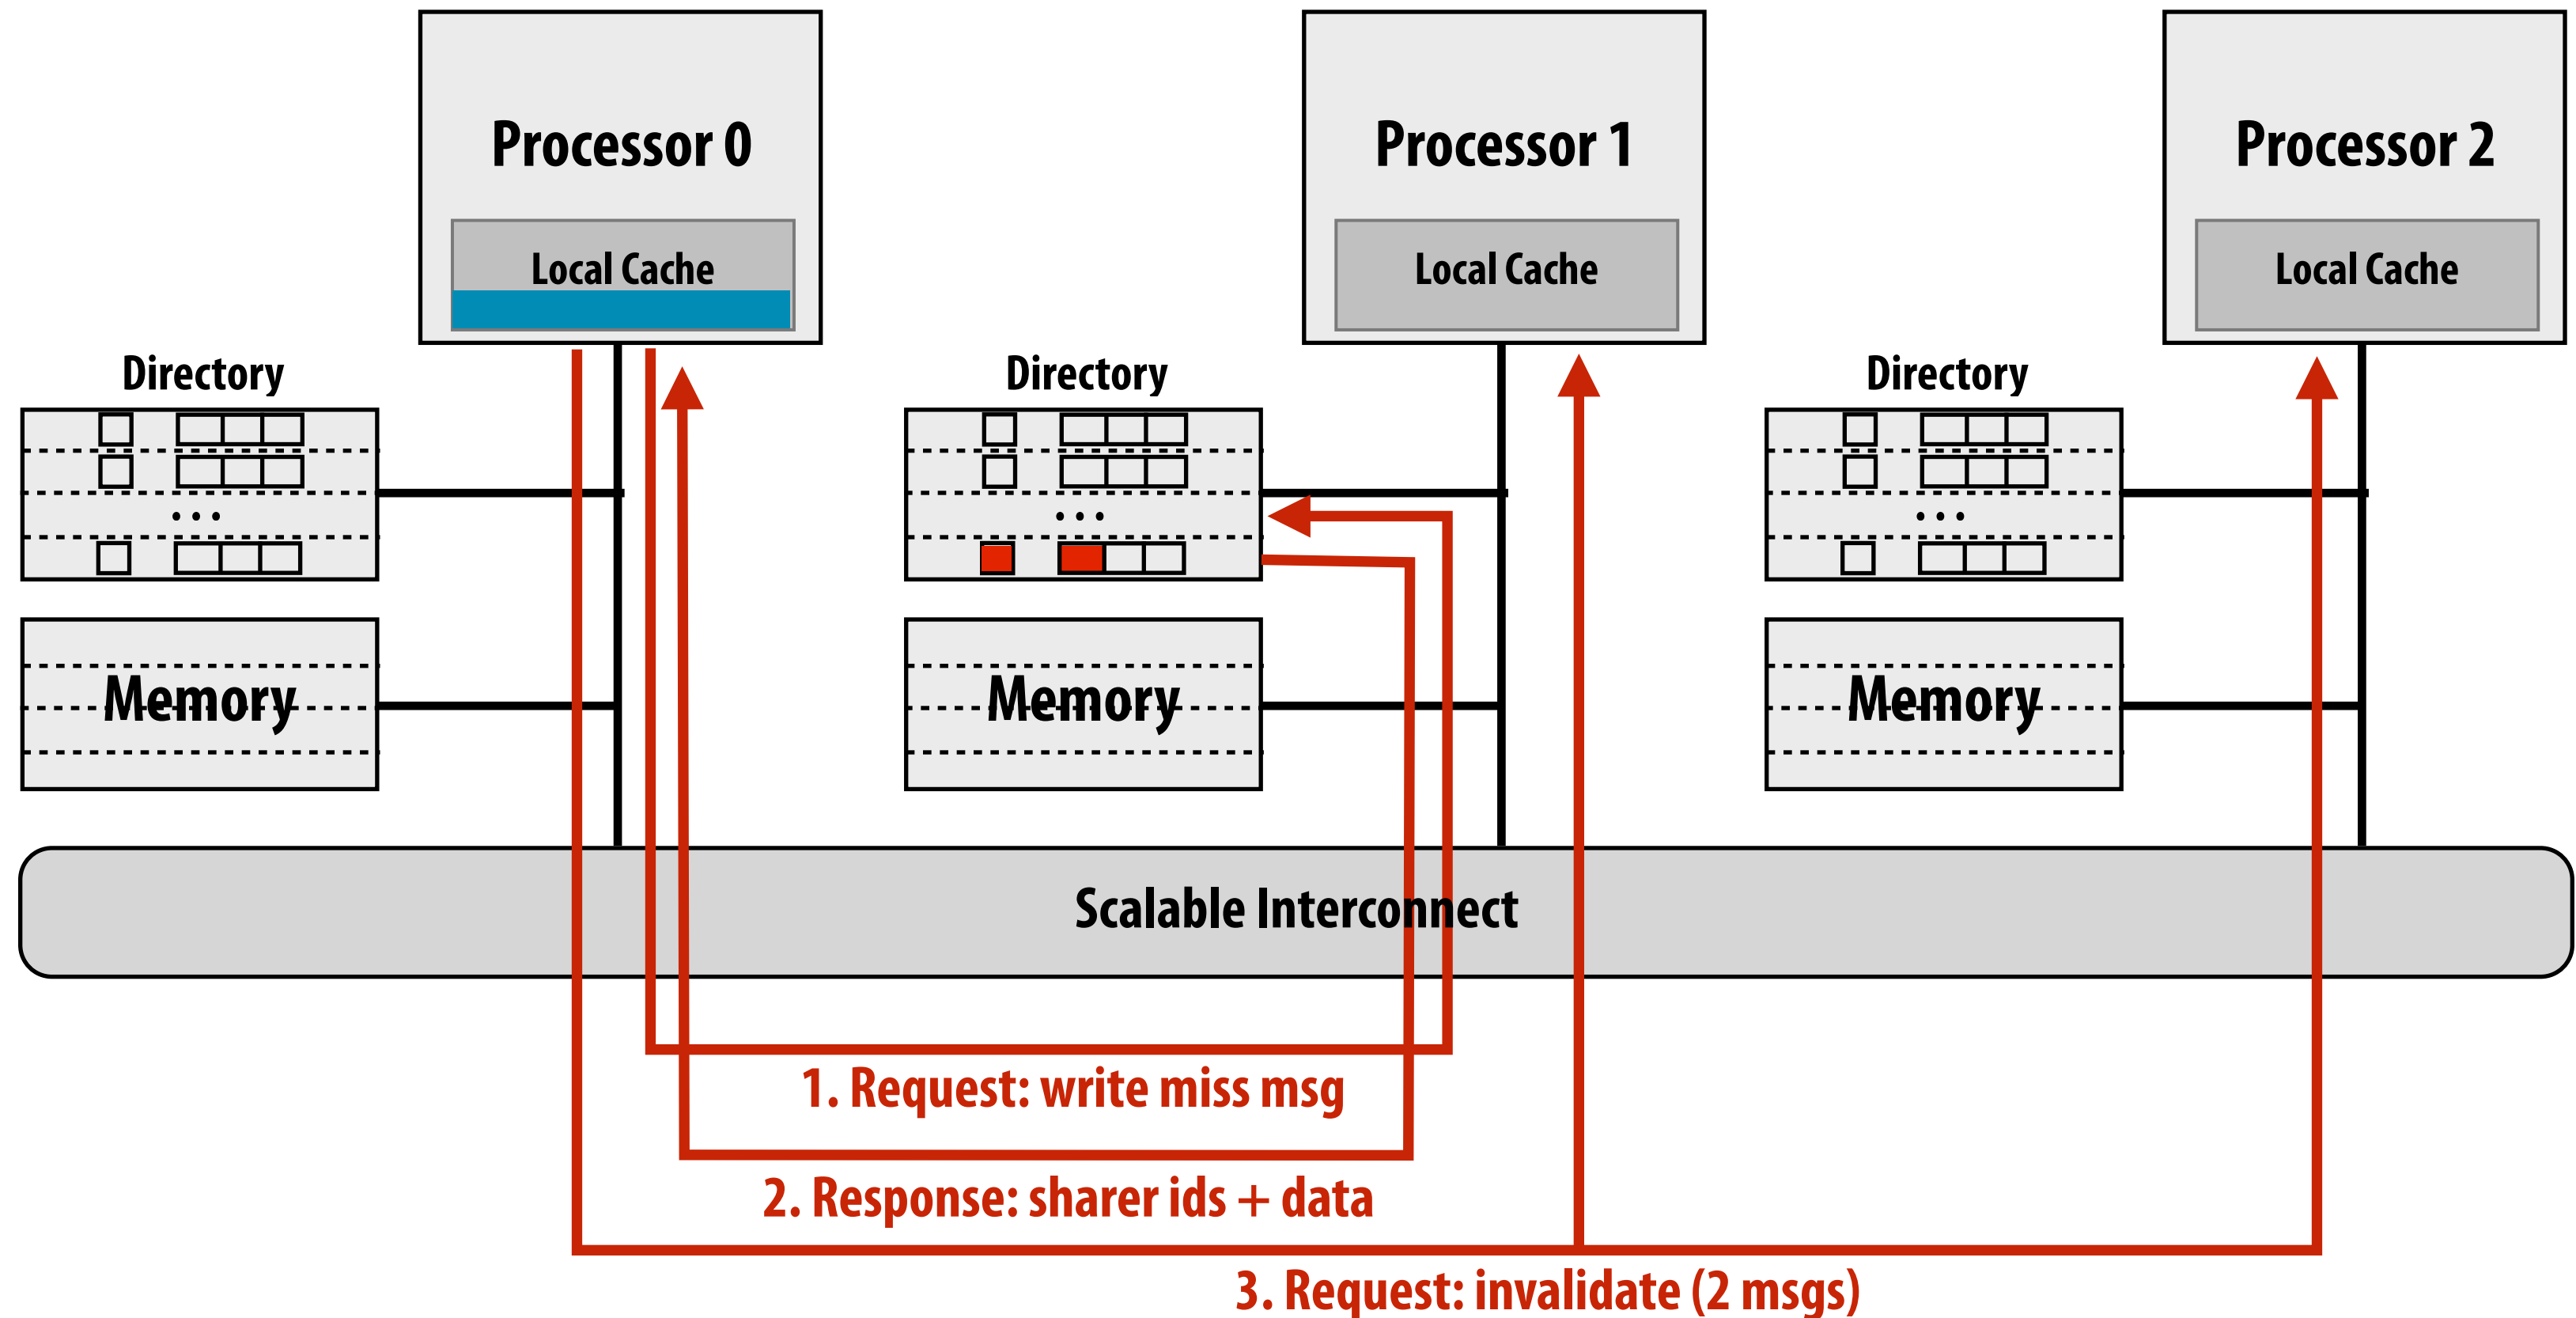 Processor 0
Processor 1
Processor 2
Local Cache
Local Cache
Local Cache
Directory
Directory
Directory
...
...
...
Memory
Memory
Memory
Scalable Interconnect
1. Request: write miss msg
2. Response: sharer ids + data
3. Request: invalidate (2 msgs)